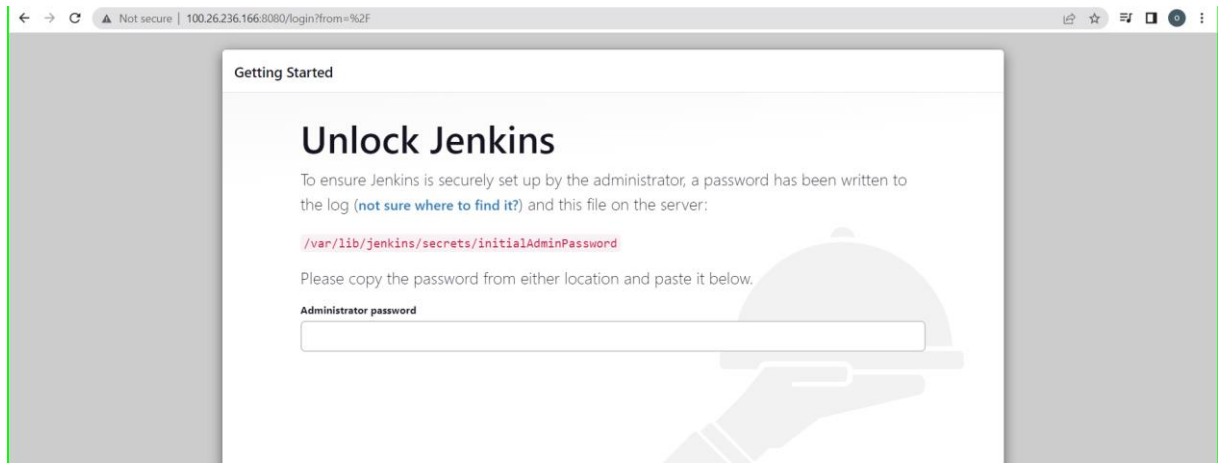 Not secure | 100.26.236.166:8080/login?from=%2F
Getting Started
Unlock Jenkins
To ensure Jenkins is securely set up by the administrator, a password has been written to
the log (not sure where to find it?) and this file on the server:
/var/lib/jenkins/secrets/initialAdminPassword
Please copy the password from either location and paste it below.
Administrator password